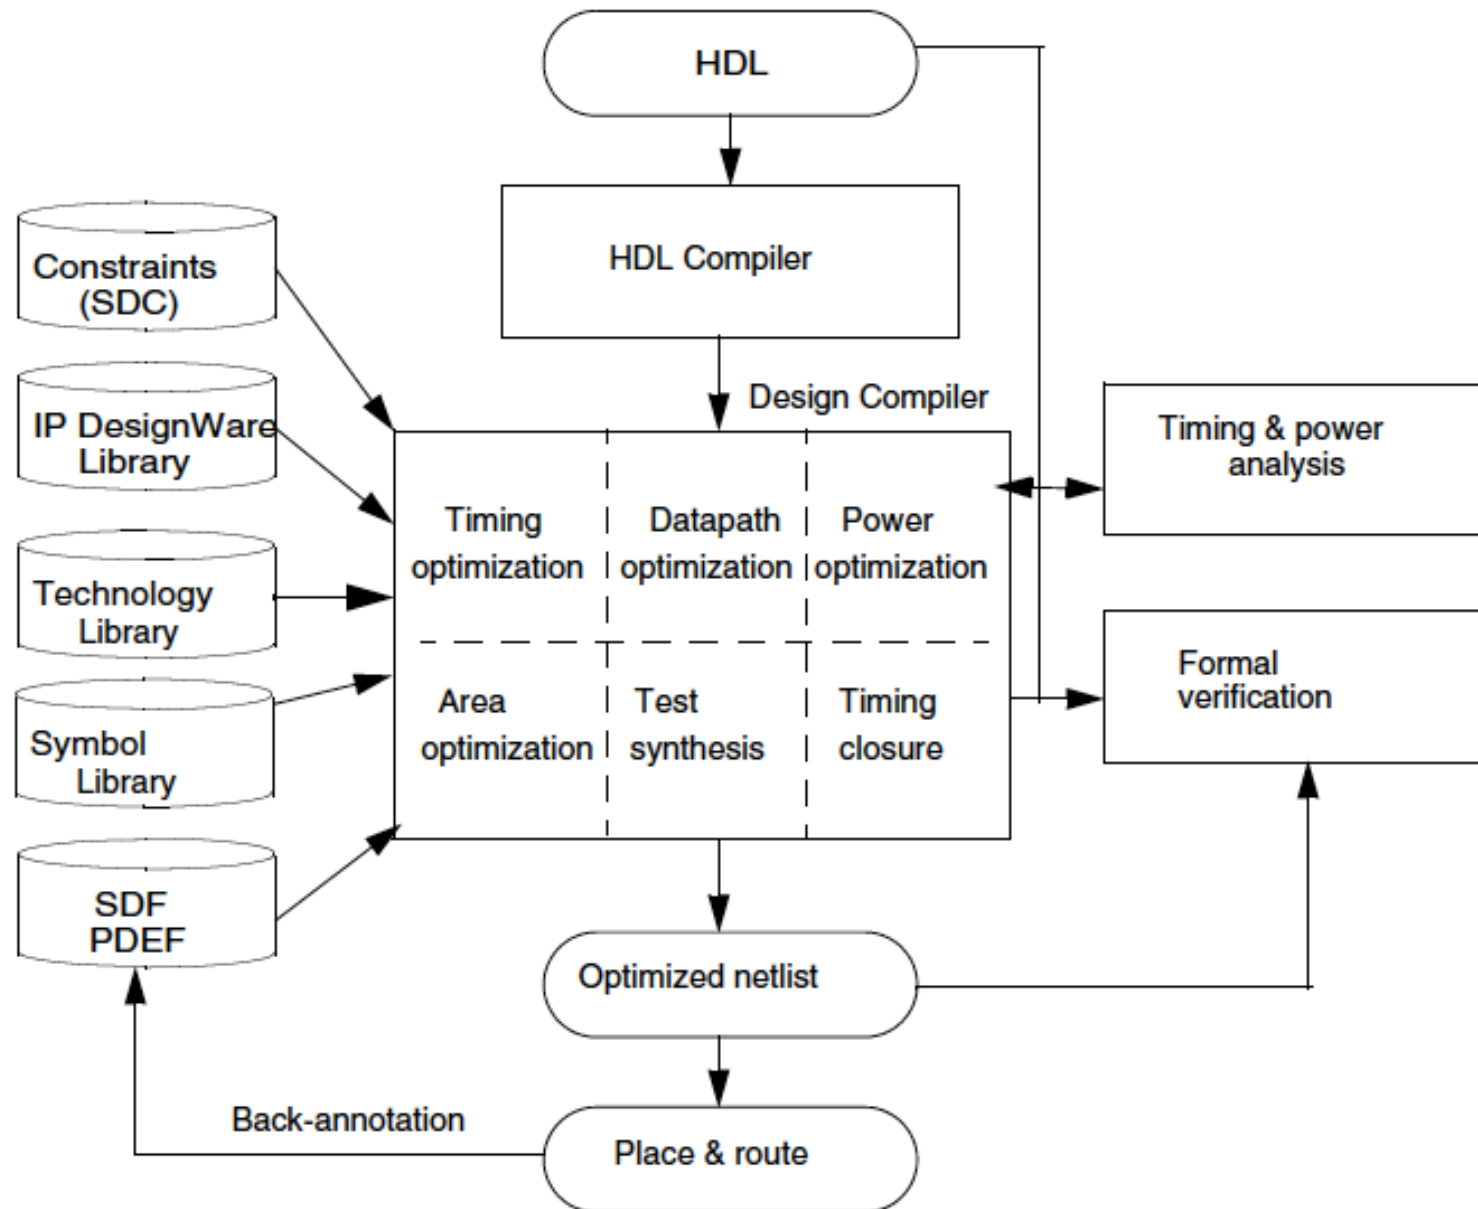 HDL
HDL Compiler
Constraints
(SDC)
IP DesignWare
Library
Technology
Library
Symbol
Library
SDF
PDEF
Design Compiler
Timing
optimization
Datapath
optimization
Power
optimization
Area
optimization
Test
synthesis
Timing
closure
Timing & power
analysis
Formal
verification
Optimized netlist
Back-annotation
Place & route